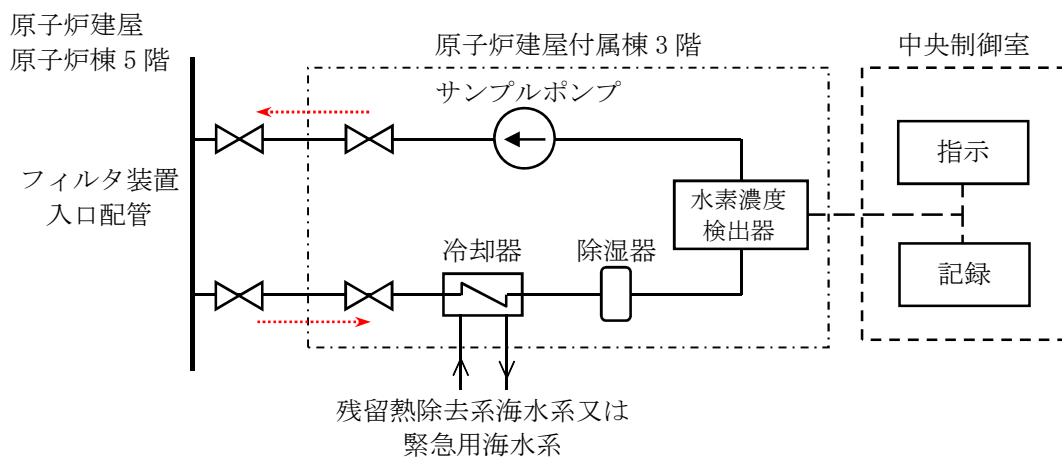 原子炉建屋
原子炉棟5階
原子炉建屋付属棟3階
中央制御室
サンプルポンプ
指示
フィルタ装置
入口配管
水素濃度
検出器
冷却器
除湿器
記録
残留熱除去系海水系又は
緊急用海水系